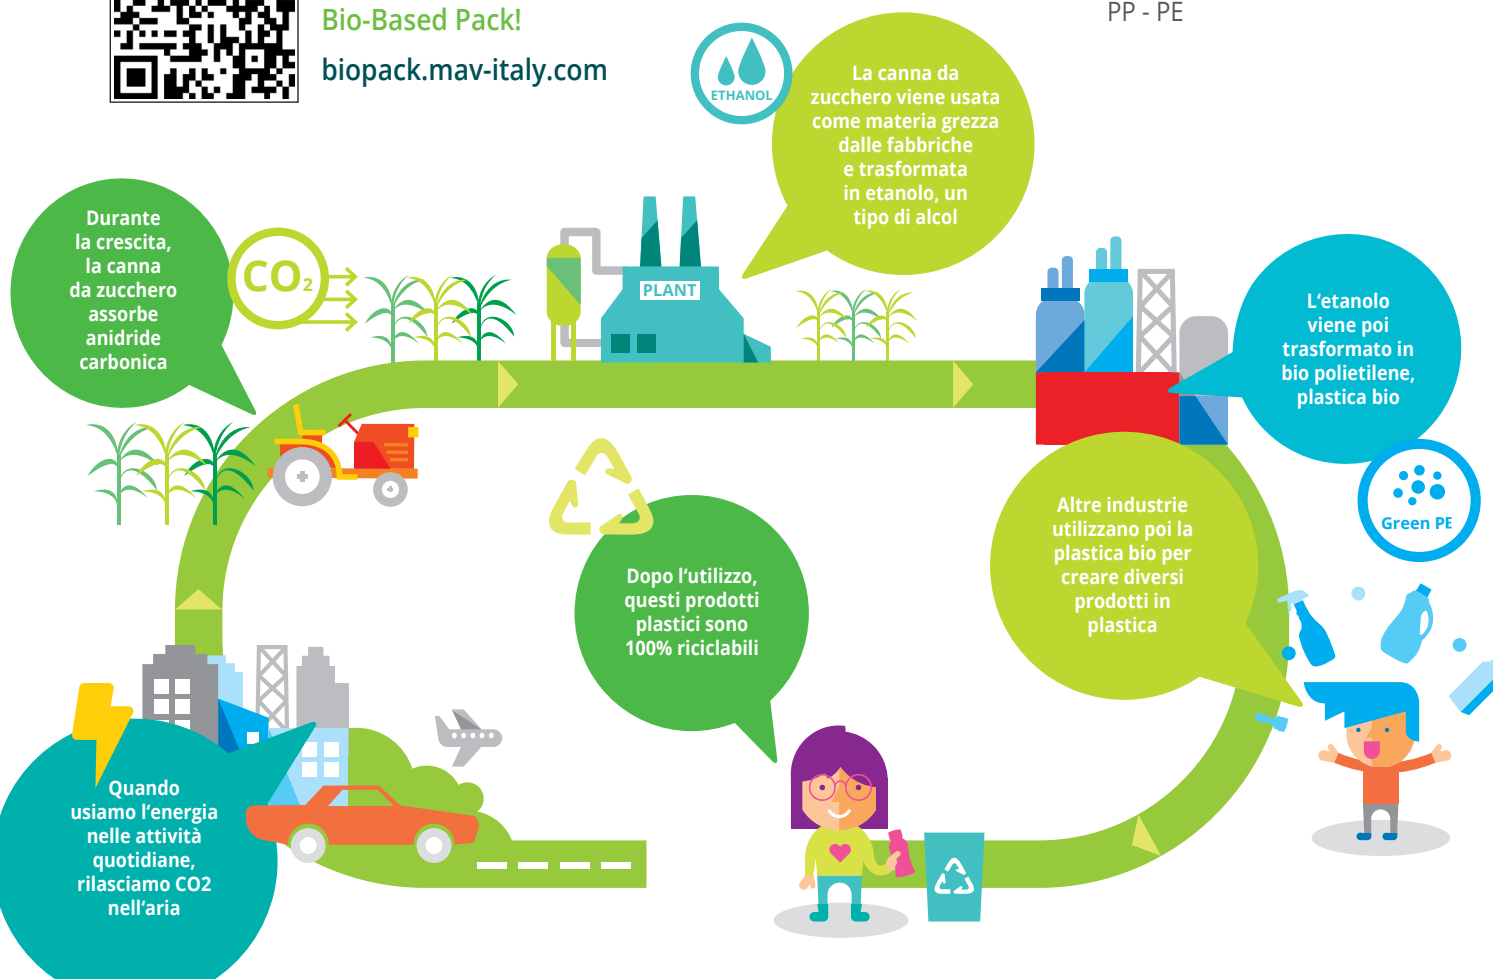 Bio-Based Pack!
biopack.mav-italy.com
PP - PE
ETHANOL
La canna da
zucchero viene usata
come materia grezza
dalle fabbriche
e trasformata
in etanolo, un
tipo di alcol
Durante
la crescita,
la canna
da zucchero
assorbe
anidride
carbonica
CO₂
PLANT
L‘etanolo
viene poi
trasformato in
bio polietilene,
plastica bio
Green PE
Altre industrie
utilizzano poi la
plastica bio per
creare diversi
prodotti in
plastica
Dopo l‘utilizzo,
questi prodotti
plastici sono
100% riciclabili
Quando
usiamo l‘energia
nelle attività
quotidiane,
rilasciamo CO2
nell‘aria